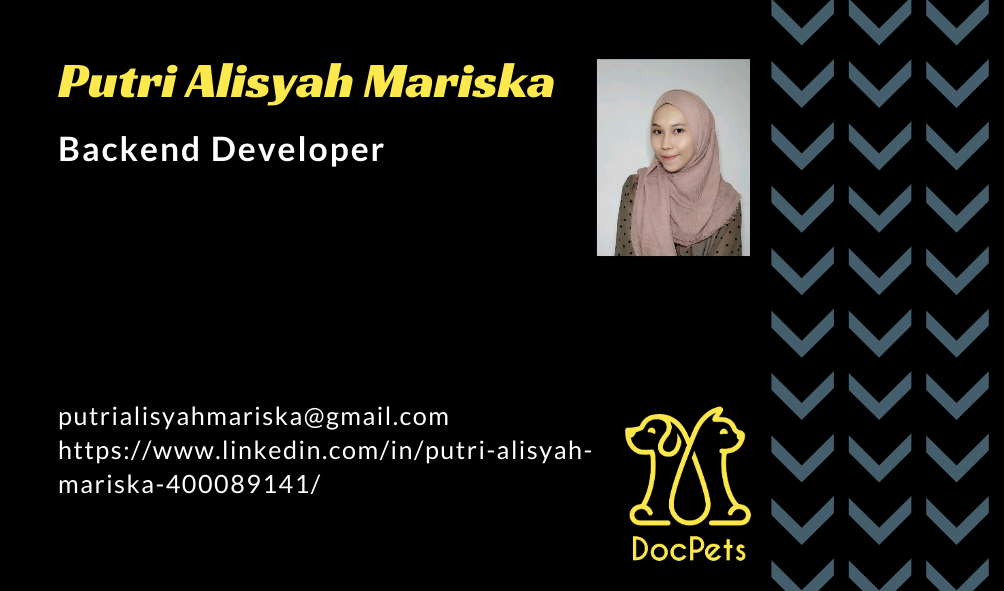 Putri Alisyah Mariska
Backend Developer
putrialisyahmariska@gmail.com
https://www.linkedin.com/in/putri-alisyah-
mariska-400089141/
DocPets